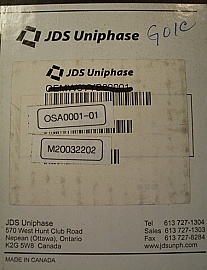 JDS Uniphase
JDS Uniphase
OSA0001-01
M20032202
JDS Uniphase
570 West Hunt Club Road
Nepean (Ottawa), Ontario
K2G 5W8 Canada
MADE IN CANADA
Tel 613 727-1304
Sales 613 727-1303
Fax 613 727-8284
www.jdsunph.com